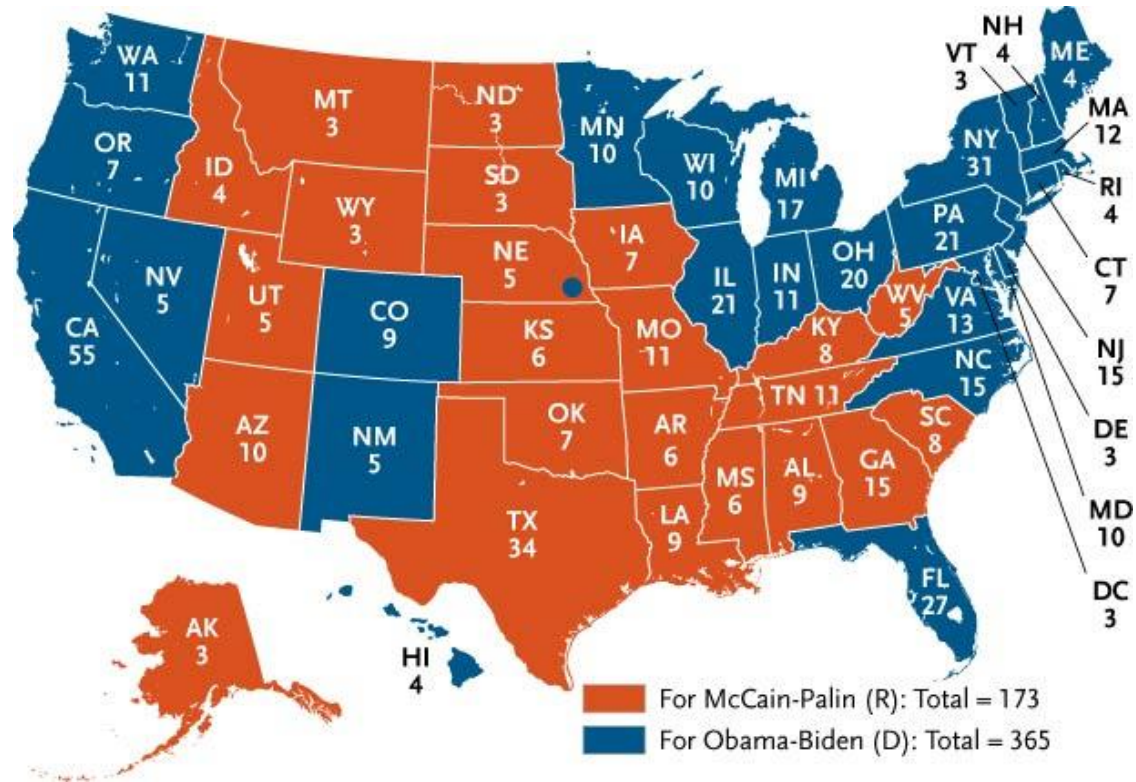 WA
11
OR
7
CA
55
NV
5
ID
4
MT
3
WY
3
UT
5
CO
9
AZ
10
NM
5
ND
3
SD
3
NE
5
KS
6
OK
7
TX
34
MN
10
IA
7
MO
11
AR
6
LA
9
WI
10
IL
21
MI
17
IN
11
OH
20
KY
8
TN 11
MS
6
AL
9
GA
15
SC
8
NC
15
VA
13
WV
5
PA
21
NY
31
FL
27
VT
3
NH
4
ME
4
MA
12
RI
4
CT
7
NJ
15
DE
3
MD
10
DC
3
AK
3
HI
4
For McCain-Palin (R): Total = 173
For Obama-Biden (D): Total = 365